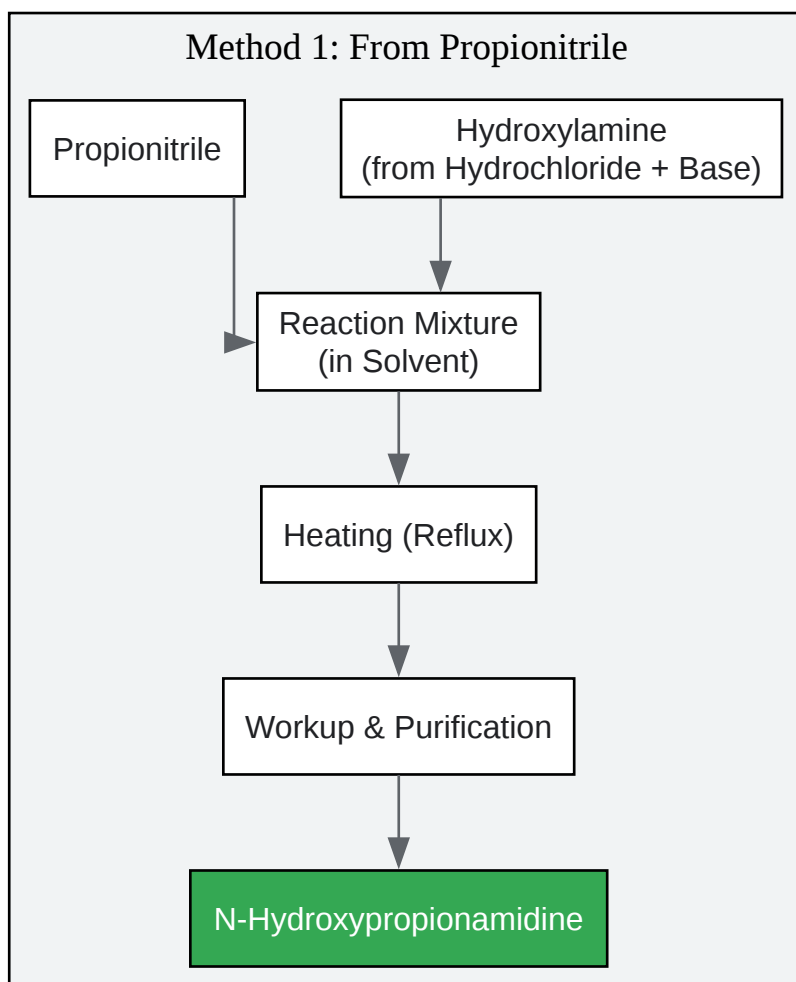 Method 1: From Propionitrile
Propionitrile
Hydroxylamine
(from Hydrochloride + Base)
Reaction Mixture
(in Solvent)
Heating (Reflux)
Workup & Purification
N-Hydroxypropionamidine